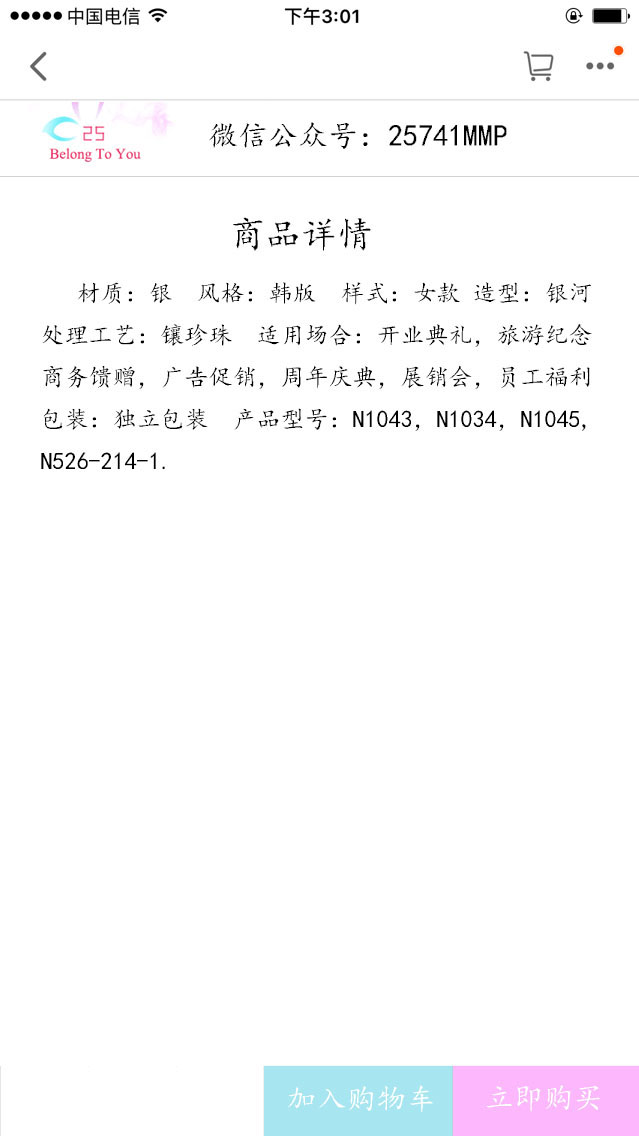 中国电信 下午3:01
25
Belong To You
微信公众号：25741MMP
商品详情
材质：银 风格：韩版 样式：女款 造型：银河
处理工艺：镶珍珠 适用场合：开业典礼，旅游纪念
商务馈赠，广告促销，周年庆典，展销会，员工福利
包装：独立包装 产品型号：N1043，N1034，N1045，
N526-214-1.
加入购物车 立即购买